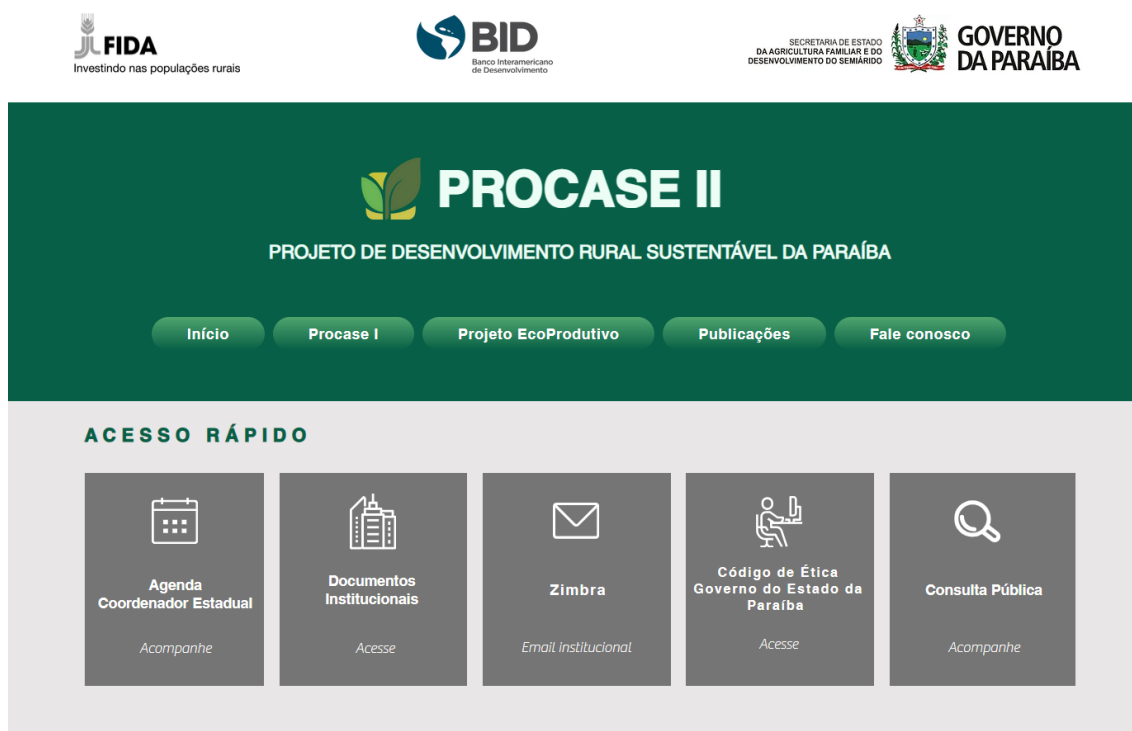 FIDA
Investindo nas populações rurais
BID
Banco Interamericano
de Desenvolvimento
SECRETARIA DE ESTADO
DA AGRICULTURA FAMILIAR E DO
DESENVOLVIMENTO DO SEMIÁRIDO
GOVERNO
DA PARAÍBA
PROCASE II
PROJETO DE DESENVOLVIMENTO RURAL SUSTENTÁVEL DA PARAÍBA
Início
Procase I
Projeto EcoProdutivo
Publicações
Fale conosco
ACESSO RÁPIDO
Agenda
Coordenador Estadual
Acompanhe
Documentos
Institucionais
Acesse
Zimbra
Email institucional
Código de Ética
Governo do Estado da
Paraíba
Acesse
Consulta Pública
Acompanhe